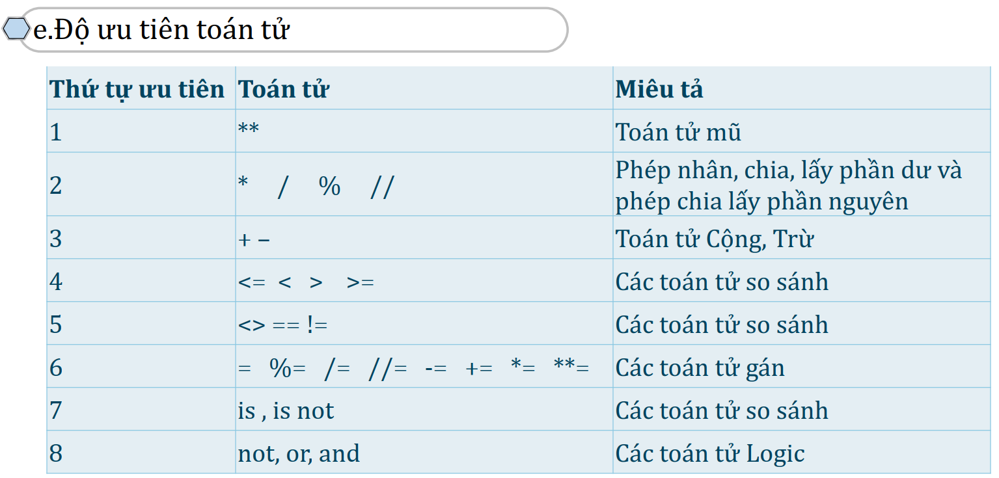 e.Độ ưu tiên toán tử
Thứ tự ưu tiên Toán tử Miêu tả
1 ** Toán tử mũ
2 * / % // Phép nhân, chia, lấy phần dư và
phép chia lấy phần nguyên
3 + – Toán tử Cộng, Trừ
4 <= < > >= Các toán tử so sánh
5 <> == != Các toán tử so sánh
6 = %= /= //= -= += *= **= Các toán tử gán
7 is , is not Các toán tử so sánh
8 not, or, and Các toán tử Logic